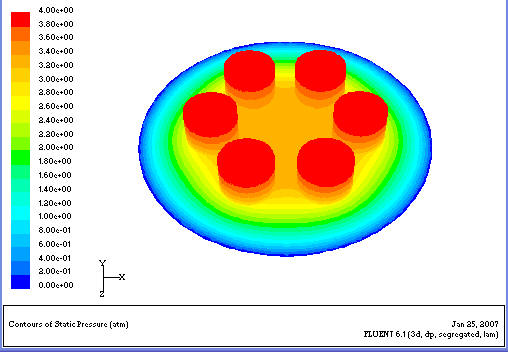 4.00e+00
3.80e+00
3.60e+00
3.40e+00
3.20e+00
3.00e+00
2.80e+00
2.60e+00
2.40e+00
2.20e+00
2.00e+00
1.80e+00
1.60e+00
1.40e+00
1.20e+00
1.00e+00
8.00e-01
6.00e-01
4.00e-01
2.00e-01
0.00e+00
Y
X
Z
Contours of Static Pressure (atm)
Jan 25, 2007
FLUENT 6.1 (3d, dp, segregated, lam)